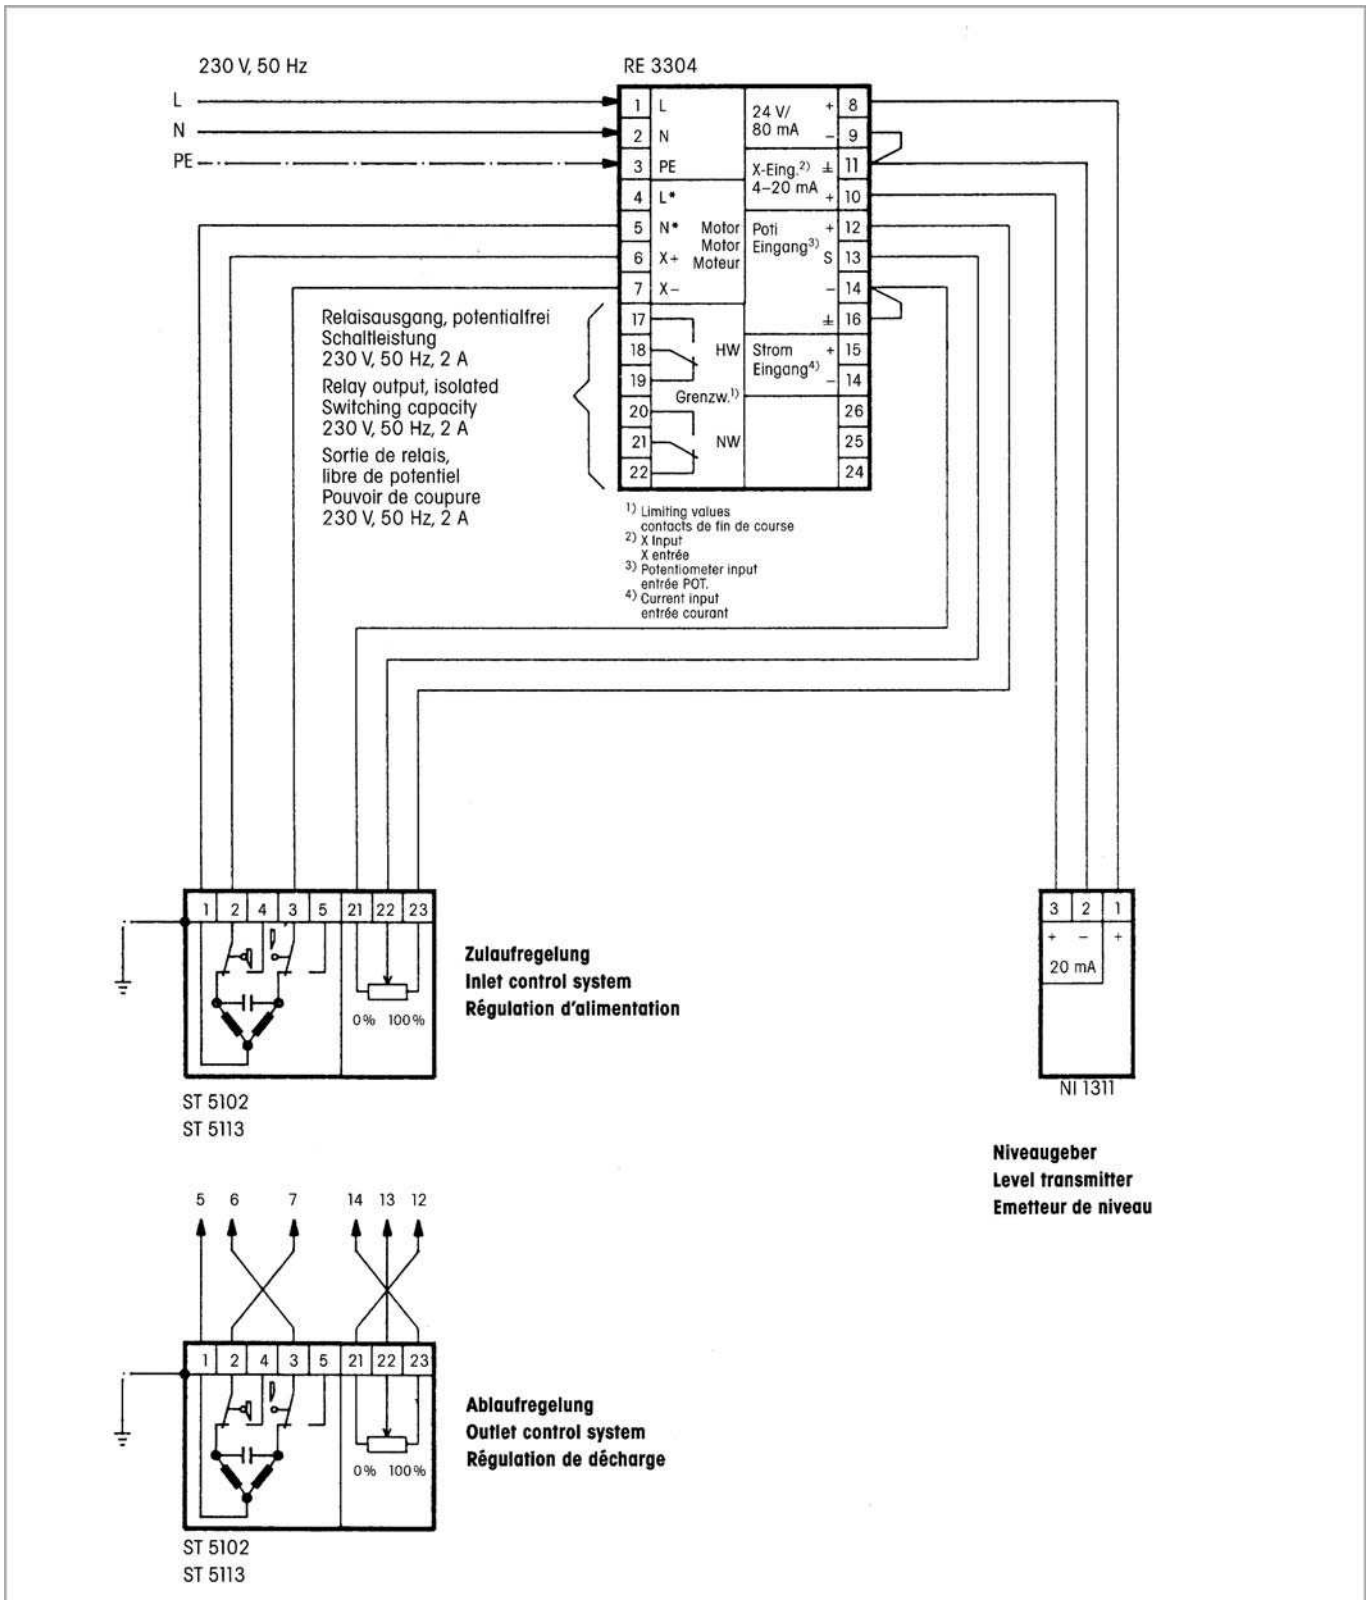 230 V, 50 Hz
RE 3304
L
N
PE
1 L
2 N
3 PE
4 L*
5 N* Motor
6 X+ Motor
Moteur
7 X–
17
18 HW
19
Grenzw.1)
20
21 NW
22
24 V/ + 8
80 mA – 9
X-Eing.2) ⏚ 11
4–20 mA + 10
Poti + 12
Eingang3) S 13
– 14
⏚ 16
Strom + 15
Eingang4) – 14
26
25
24
Relaisausgang, potentialfrei
Schaltleistung
230 V, 50 Hz, 2 A
Relay output, isolated
Switching capacity
230 V, 50 Hz, 2 A
Sortie de relais,
libre de potentiel
Pouvoir de coupure
230 V, 50 Hz, 2 A
1) Limiting values
contacts de fin de course
2) X Input
X entrée
3) Potentiometer input
entrée POT.
4) Current input
entrée courant
1 2 4 3 5 21 22 23
0% 100%
ST 5102
ST 5113
Zulaufregelung
Inlet control system
Régulation d'alimentation
3 2 1
+ – +
20 mA
NI 1311
Niveaugeber
Level transmitter
Emetteur de niveau
5 6 7 14 13 12
1 2 4 3 5 21 22 23
0% 100%
ST 5102
ST 5113
Ablaufregelung
Outlet control system
Régulation de décharge